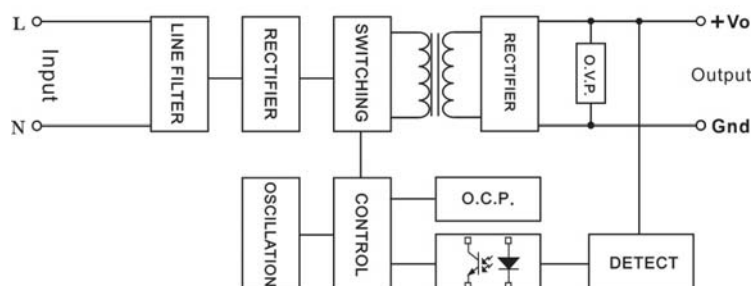 L
N
Input
LINE FILTER
RECTIFIER
SWITCHING
RECTIFIER
O.V.P.
+Vo
Output
Gnd
OSCILLATION
CONTROL
O.C.P.
DETECT